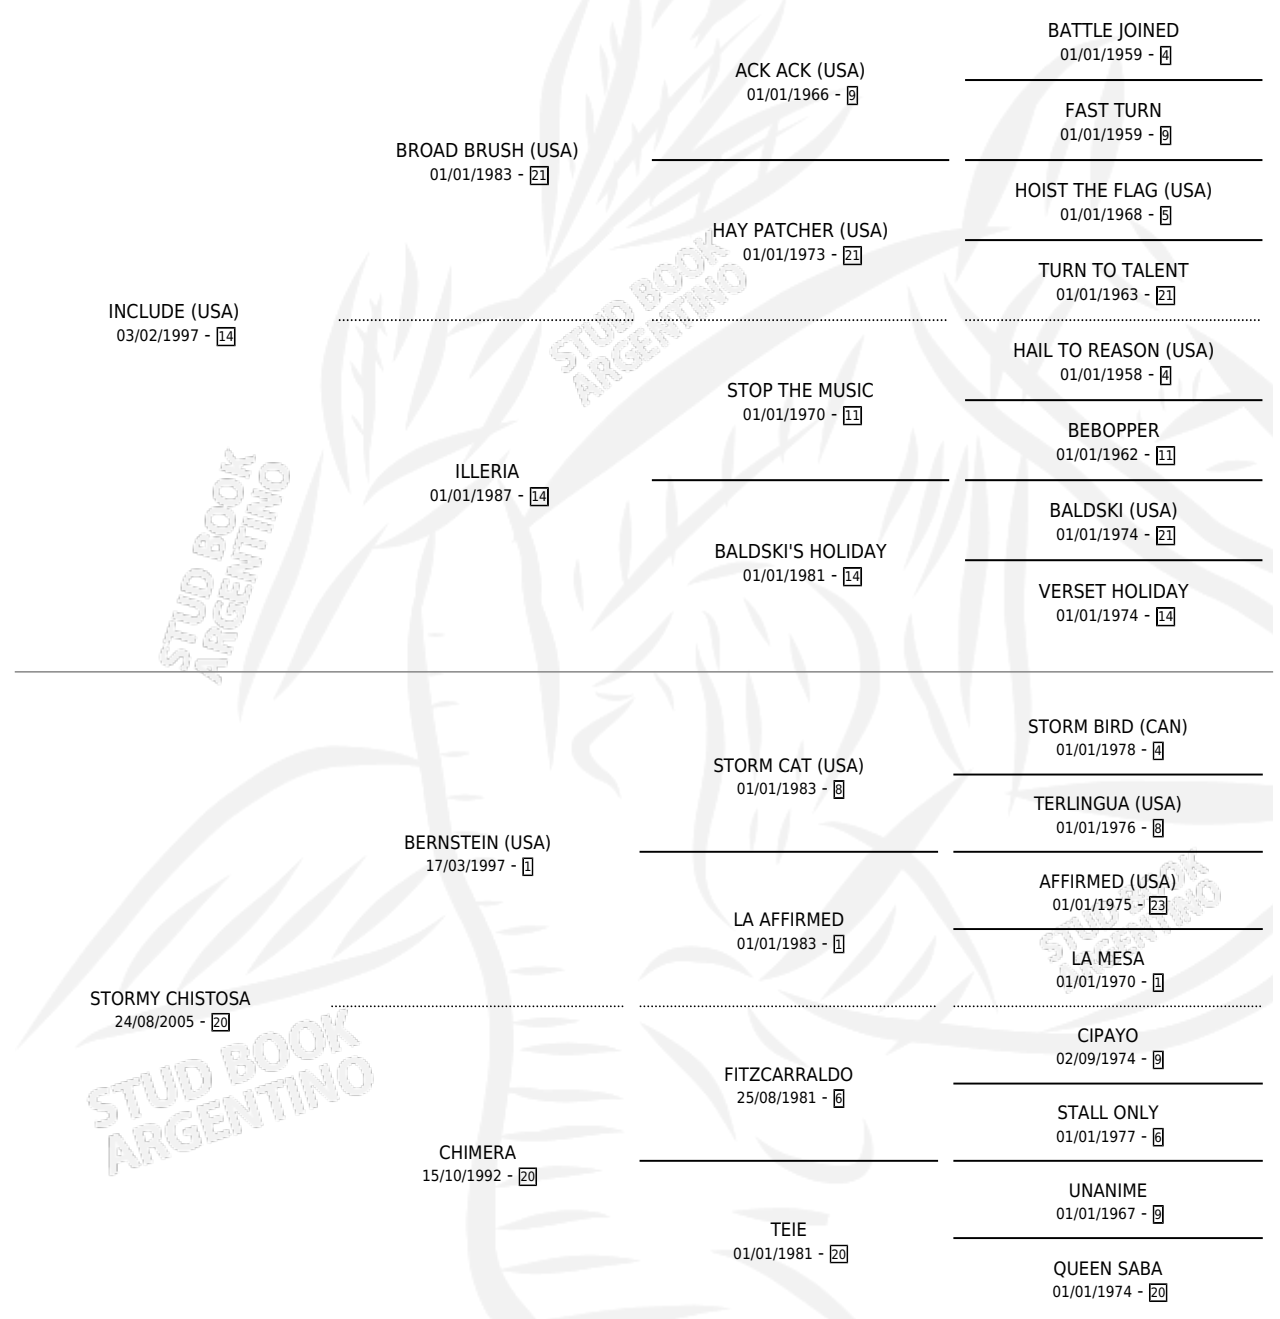 BATTLE JOINED
01/01/1959 - 4
ACK ACK (USA)
01/01/1966 - 9
FAST TURN
01/01/1959 - 9
BROAD BRUSH (USA)
01/01/1983 - 21
HOIST THE FLAG (USA)
01/01/1968 - 5
HAY PATCHER (USA)
01/01/1973 - 21
TURN TO TALENT
01/01/1963 - 21
INCLUDE (USA)
03/02/1997 - 14
HAIL TO REASON (USA)
01/01/1958 - 4
STOP THE MUSIC
01/01/1970 - 11
BEBOPPER
01/01/1962 - 11
ILLERIA
01/01/1987 - 14
BALDSKI (USA)
01/01/1974 - 21
BALDSKI'S HOLIDAY
01/01/1981 - 14
VERSET HOLIDAY
01/01/1974 - 14
STUD BOOK
ARGENTINO
STUD BOOK
ARGENTINO
STORM BIRD (CAN)
01/01/1978 - 4
STORM CAT (USA)
01/01/1983 - 8
TERLINGUA (USA)
01/01/1976 - 8
BERNSTEIN (USA)
17/03/1997 - 1
AFFIRMED (USA)
01/01/1975 - 23
LA AFFIRMED
01/01/1983 - 1
LA MESA
01/01/1970 - 1
STUD BOOK
ARGENTINO
STORMY CHISTOSA
24/08/2005 - 20
CIPAYO
02/09/1974 - 9
FITZCARRALDO
25/08/1981 - 6
STALL ONLY
01/01/1977 - 6
STUD BOOK
ARGENTINO
CHIMERA
15/10/1992 - 20
UNANIME
01/01/1967 - 9
TEIE
01/01/1981 - 20
QUEEN SABA
01/01/1974 - 20